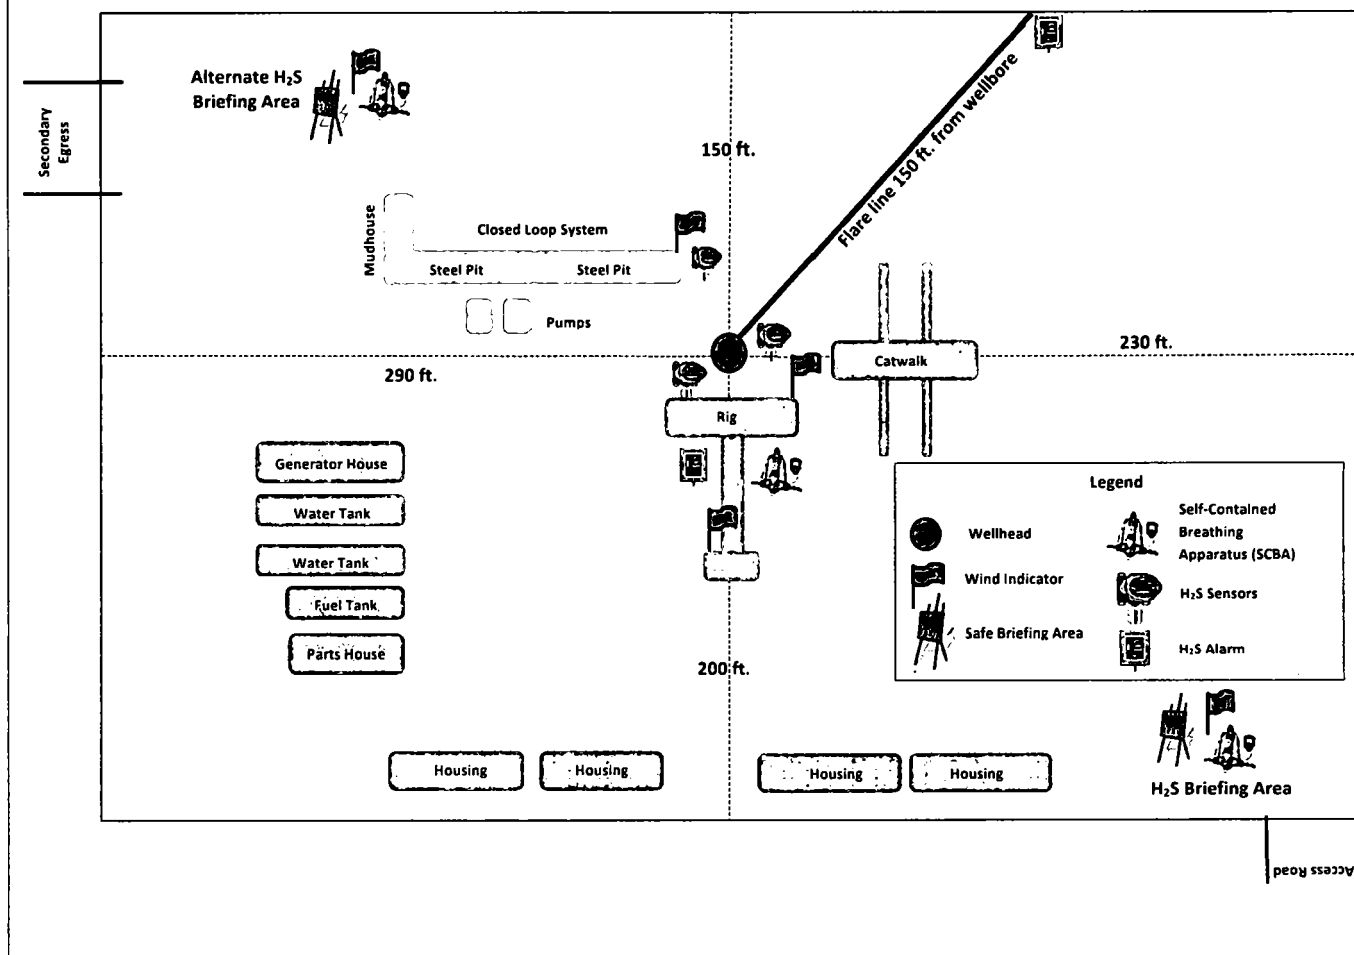 Alternate H₂S
Briefing Area
Secondary
Egress
150 ft.
Flare line 150 ft. from wellbore
Mudhouse
Closed Loop System
Steel Pit
Steel Pit
Pumps
290 ft.
230 ft.
Catwalk
Rig
Generator House
Water Tank
Water Tank
Fuel Tank
Parts House
200 ft.
Legend
Wellhead
Wind Indicator
Safe Briefing Area
Self-Contained
Breathing
Apparatus (SCBA)
H₂S Sensors
H₂S Alarm
Housing
Housing
Housing
Housing
H₂S Briefing Area
Access Road